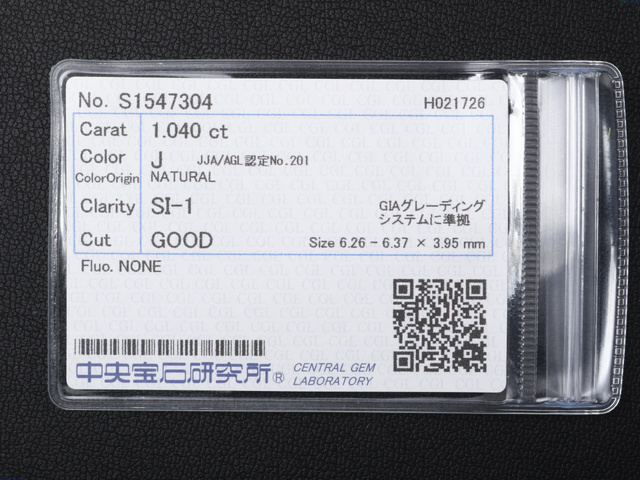 No. S1547304 H021726
Carat 1.040 ct
Color J JJA/AGL認定No.201
ColorOrigin NATURAL
Clarity SI-1 GIAグレーディング
システムに準拠
Cut GOOD Size 6.26 - 6.37 × 3.95 mm
Fluo. NONE
中央宝石研究所® CENTRAL GEM
LABORATORY